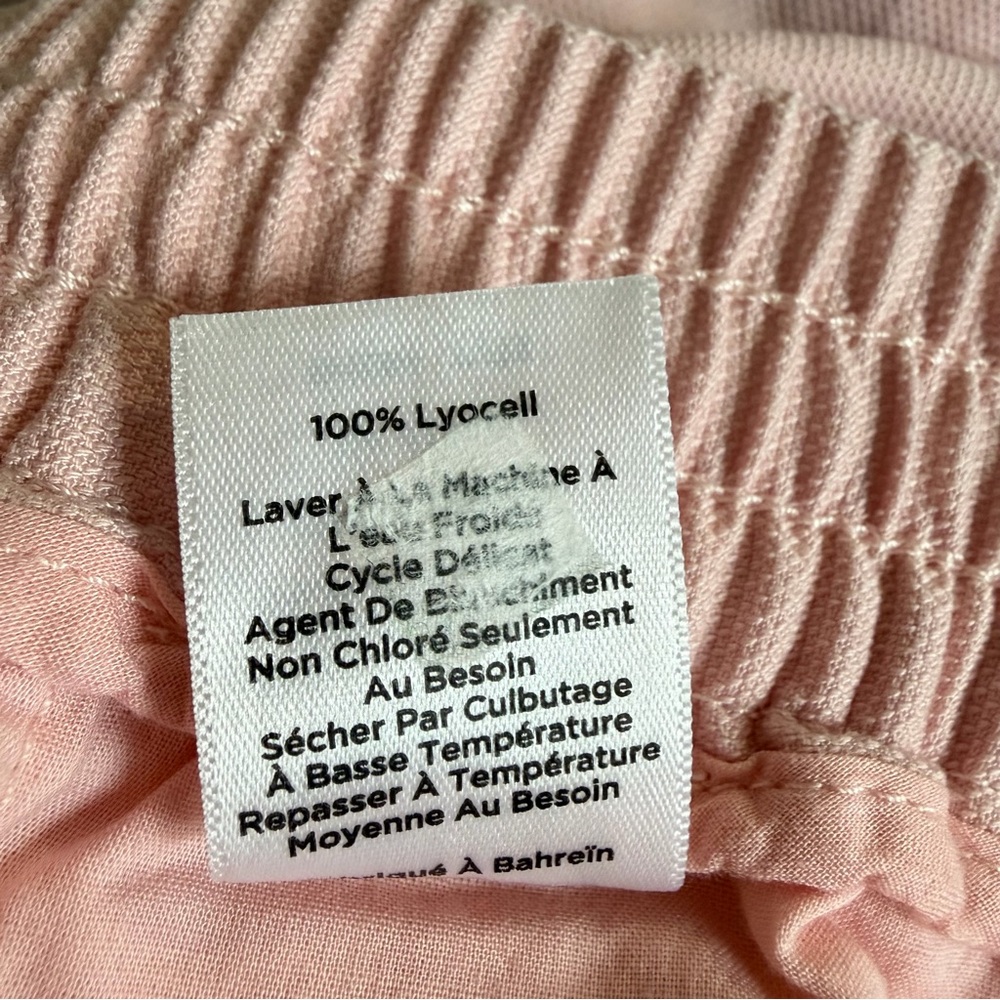 100% Lyocell
Laver À LA Machine À
L'eau Froide
Cycle Délicat
Agent De Blanchiment
Non Chloré Seulement
Au Besoin
Sécher Par Culbutage
À Basse Température
Repasser À Température
Moyenne Au Besoin
À Bahreïn